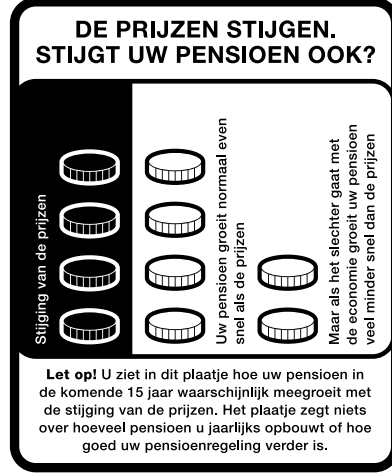 DE PRIJZEN STIJGEN.
STIJGT UW PENSIOEN OOK?
Stijging van de prijzen
Uw pensioen groeit normaal even
snel als de prijzen
Maar als het slechter gaat met
de economie groeit uw pensioen
veel minder snel dan de prijzen
Let op! U ziet in dit plaatje hoe uw pensioen in
de komende 15 jaar waarschijnlijk meegroeit met
de stijging van de prijzen. Het plaatje zegt niets
over hoeveel pensioen u jaarlijks opbouwt of hoe
goed uw pensioenregeling verder is.